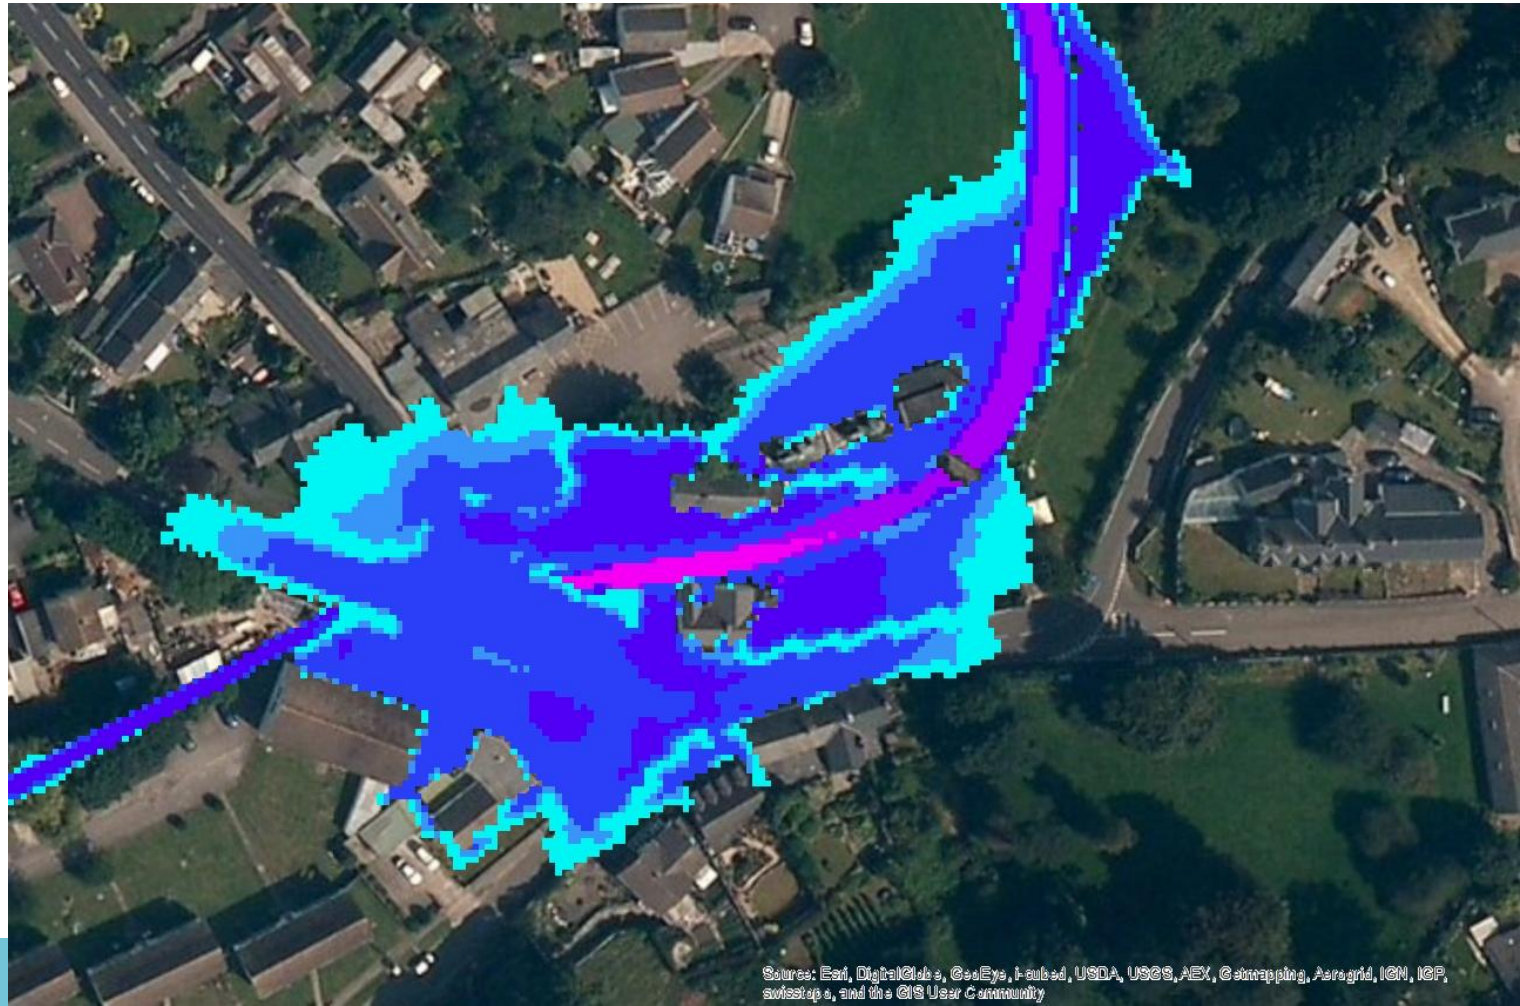 Source: Esri, DigitalGlobe, GeoEye, i-cubed, USDA, USGS, AEX, Getmapping, Aerogrid, IGN, IGP,
swisstopo, and the GIS User Community